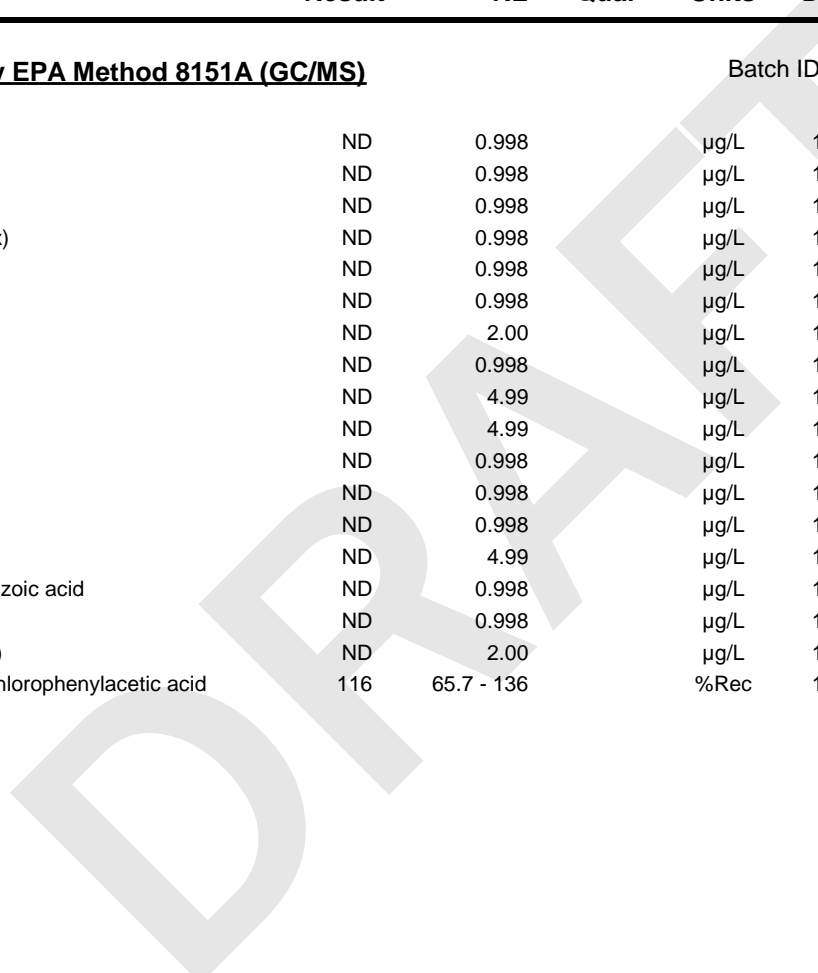 Result RL Qual Units
y EPA Method 8151A (GC/MS) Batch ID
ND 0.998 µg/L 1
ND 0.998 µg/L 1
ND 0.998 µg/L 1
) ND 0.998 µg/L 1
ND 0.998 µg/L 1
ND 0.998 µg/L 1
ND 2.00 µg/L 1
ND 0.998 µg/L 1
ND 4.99 µg/L 1
ND 4.99 µg/L 1
ND 0.998 µg/L 1
ND 0.998 µg/L 1
ND 0.998 µg/L 1
ND 4.99 µg/L 1
zoic acid ND 0.998 µg/L 1
ND 0.998 µg/L 1
) ND 2.00 µg/L 1
hlorophenylacetic acid 116 65.7 - 136 %Rec 1
DRAFT